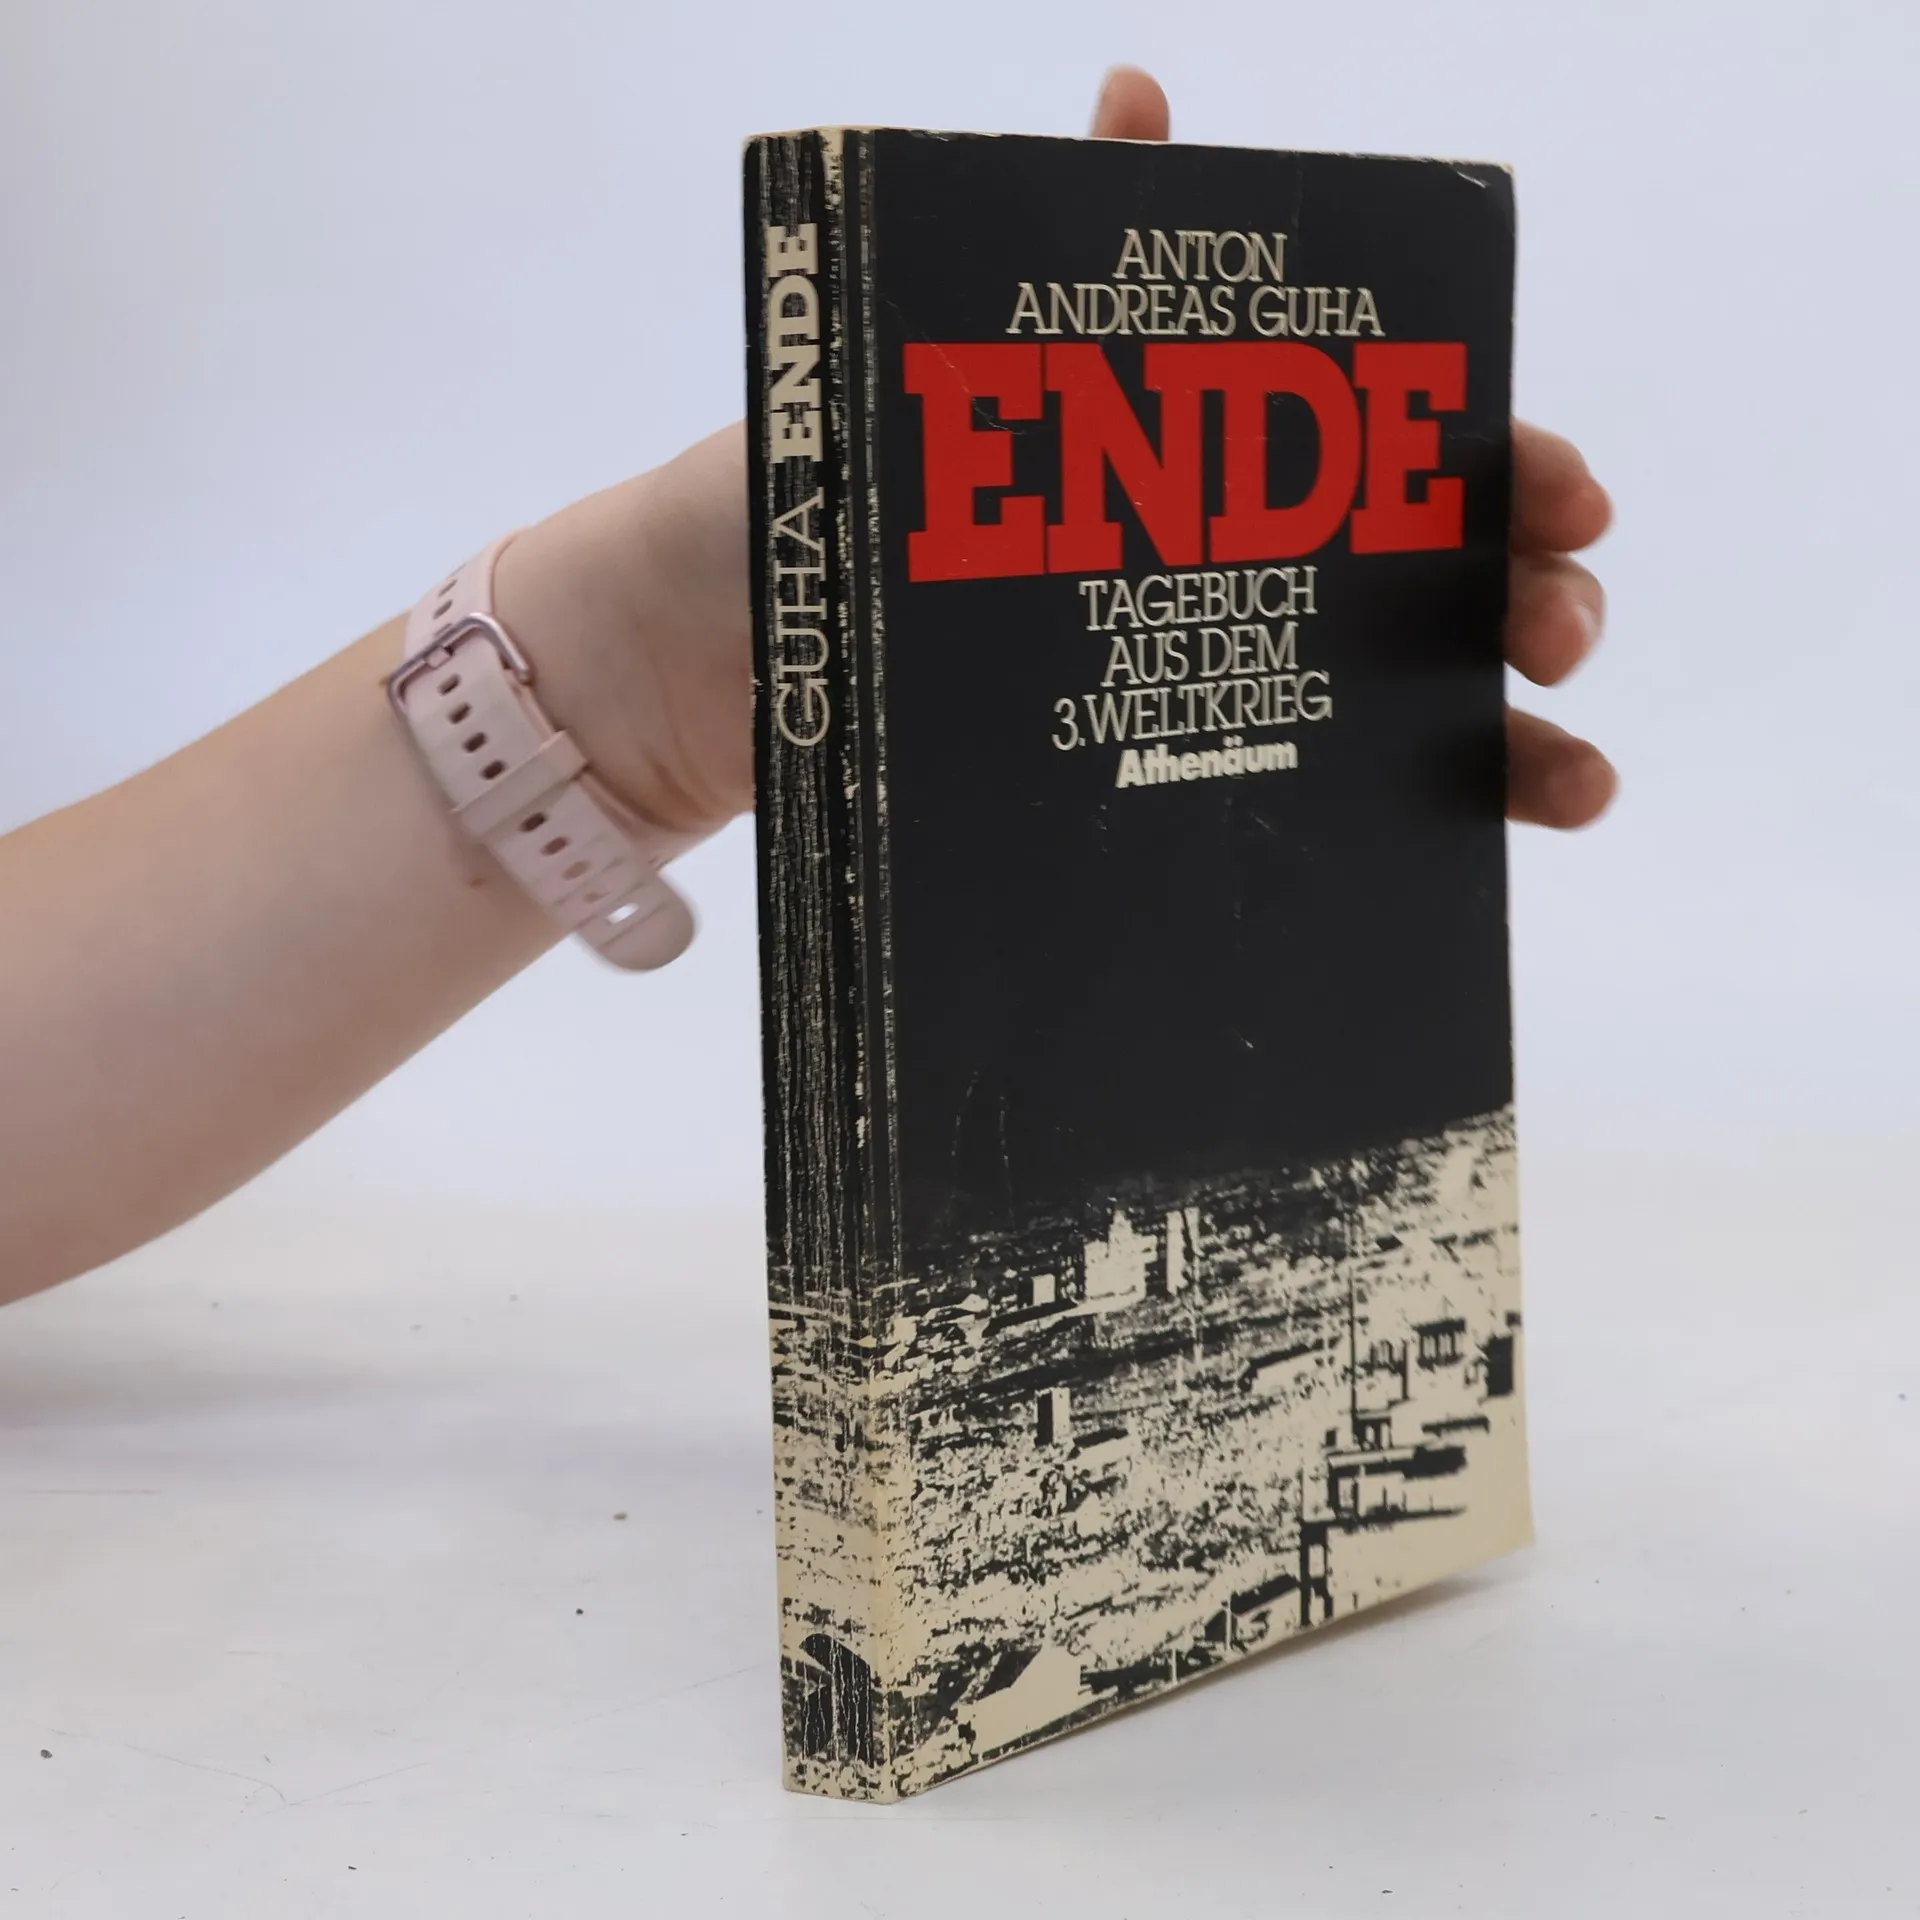 GUHA ENDE
ANTON
ANDREAS GUHA
ENDE
TAGEBUCH
AUS DEM
3. WELTKRIEG
Athenäum